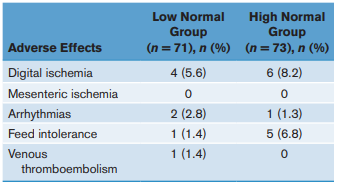 Adverse Effects Low Normal Group (n = 71), n (%) High Normal Group (n = 73), n (%)
Digital ischemia 4 (5.6) 6 (8.2)
Mesenteric ischemia 0 0
Arrhythmias 2 (2.8) 1 (1.3)
Feed intolerance 1 (1.4) 5 (6.8)
Venous thromboembolism 1 (1.4) 0